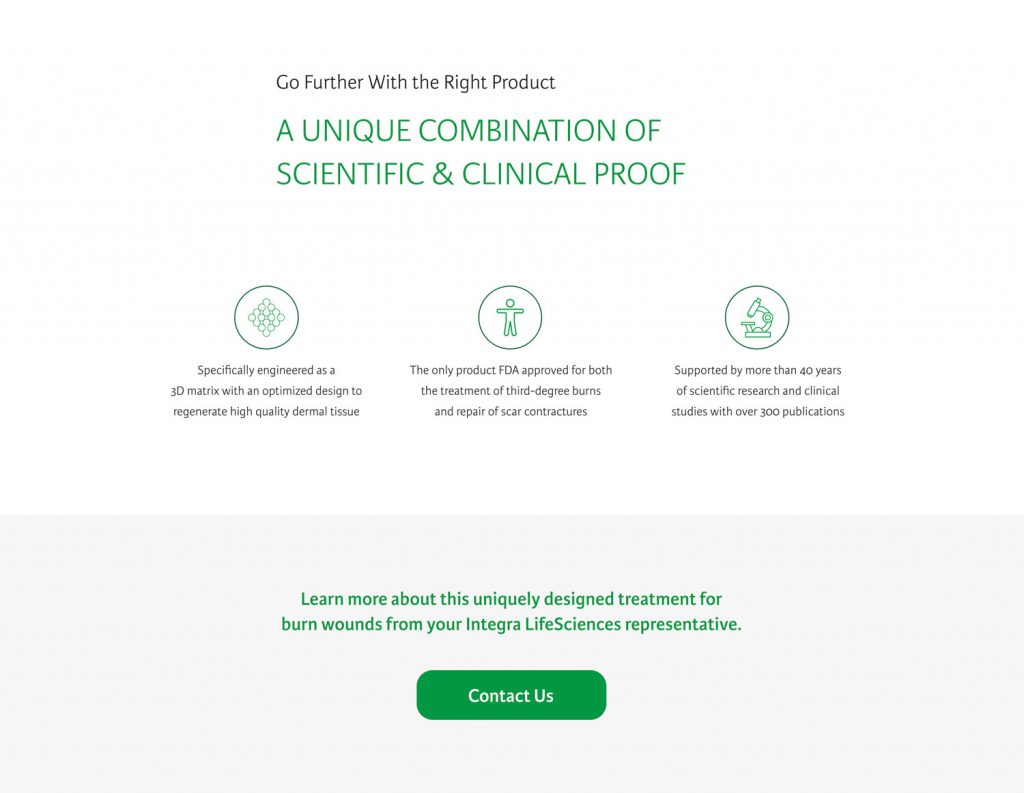 Go Further With the Right Product
A UNIQUE COMBINATION OF
SCIENTIFIC & CLINICAL PROOF
Specifically engineered as a
3D matrix with an optimized design to
regenerate high quality dermal tissue
The only product FDA approved for both
the treatment of third-degree burns
and repair of scar contractures
Supported by more than 40 years
of scientific research and clinical
studies with over 300 publications
Learn more about this uniquely designed treatment for
burn wounds from your Integra LifeSciences representative.
Contact Us